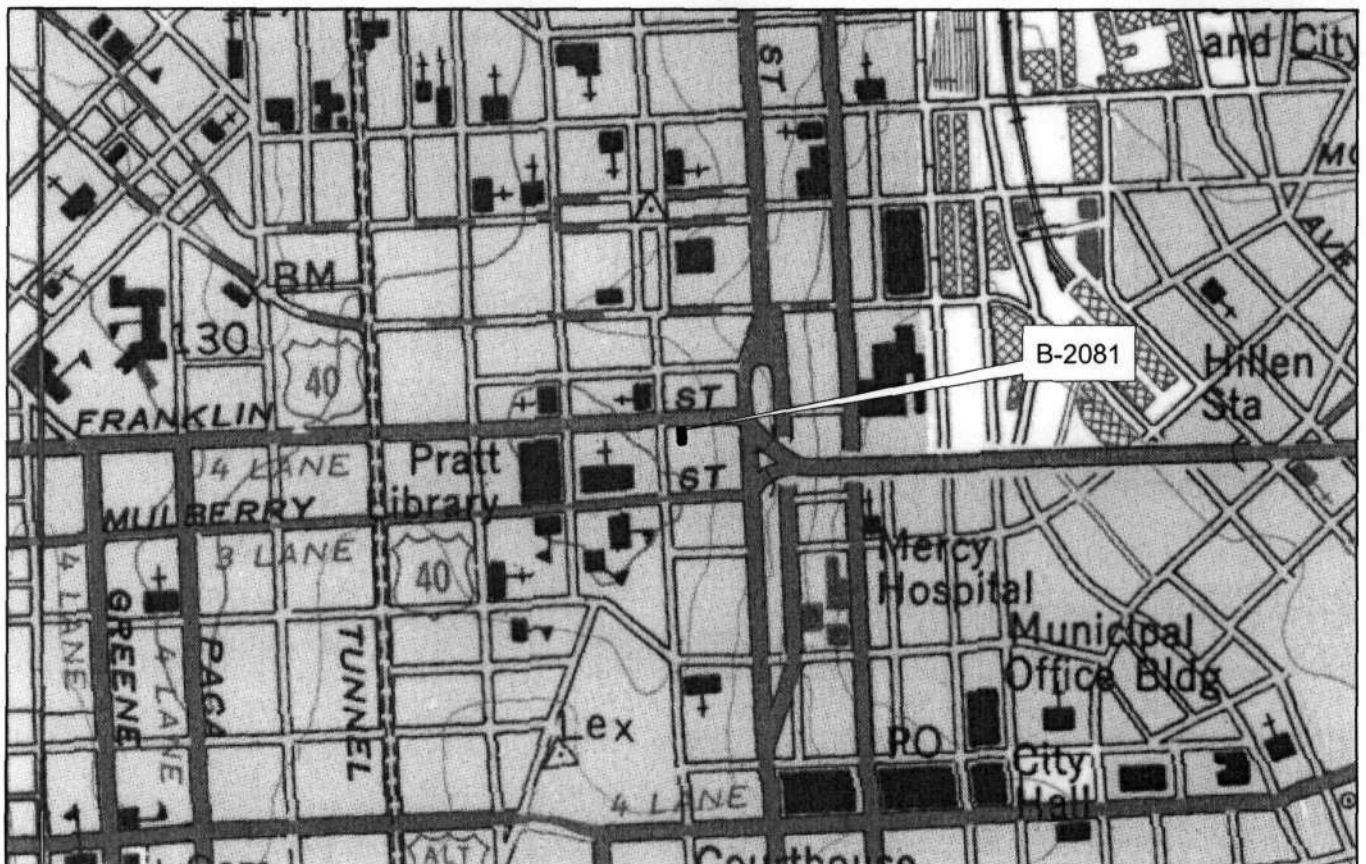 and City
ST
MO
AVE
BM
130
40
B-2081
Hillen
Sta
FRANKLIN
ST
4 LANE
Pratt
Library
ST
MULBERRY
3 LANE
40
Mercy
Hospital
4 LANE
GREENE
4 LANE
PACA
TUNNEL
Municipal
Office Bldg
Lex
PO
City
Hall
4 LANE
ALT
Courthouse